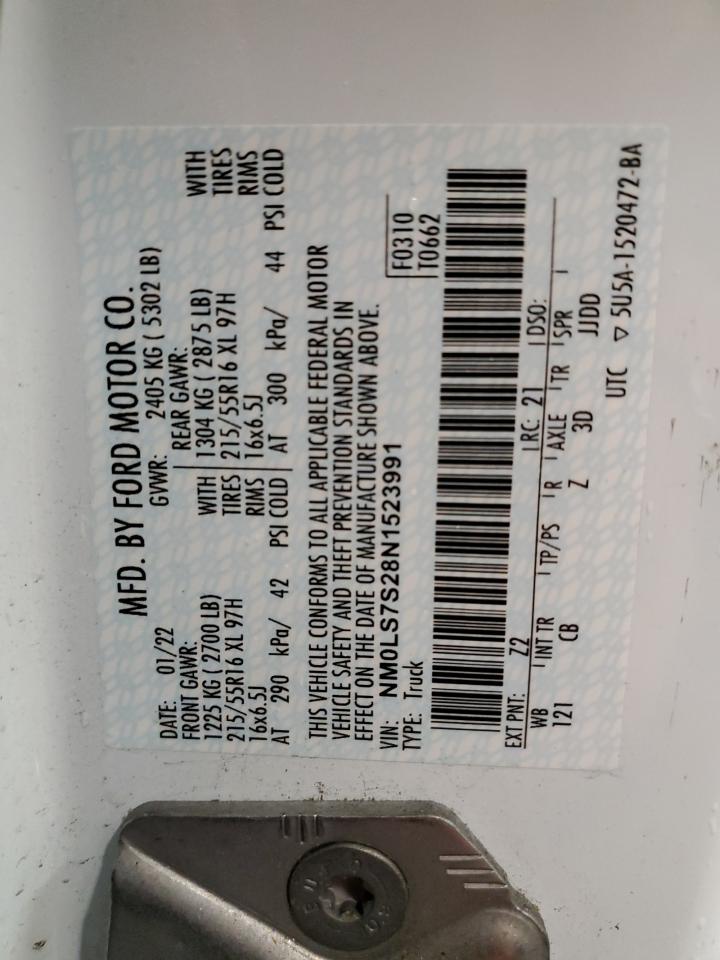 MFD. BY FORD MOTOR CO.
DATE: 01/22 GVWR: 2405 KG ( 5302 LB)
FRONT GAWR: REAR GAWR:
1225 KG ( 2700 LB) WITH 1304 KG ( 2875 LB) WITH
215/55R16 XL 97H TIRES 215/55R16 XL 97H TIRES
16x6.5J RIMS 16x6.5J RIMS
AT 290 kPa/ 42 PSI COLD AT 300 kPa/ 44 PSI COLD
THIS VEHICLE CONFORMS TO ALL APPLICABLE FEDERAL MOTOR
VEHICLE SAFETY AND THEFT PREVENTION STANDARDS IN
EFFECT ON THE DATE OF MANUFACTURE SHOWN ABOVE.
VIN: NM0LS7S28N1523991 F0310
TYPE: Truck T0662
EXT PNT: Z2 RC: 21 DSO:
WB INT TR TP/PS R AXLE TR SPR
121 CB Z 3D JJDD
UTC ▽ 5U5A-1520472-BA